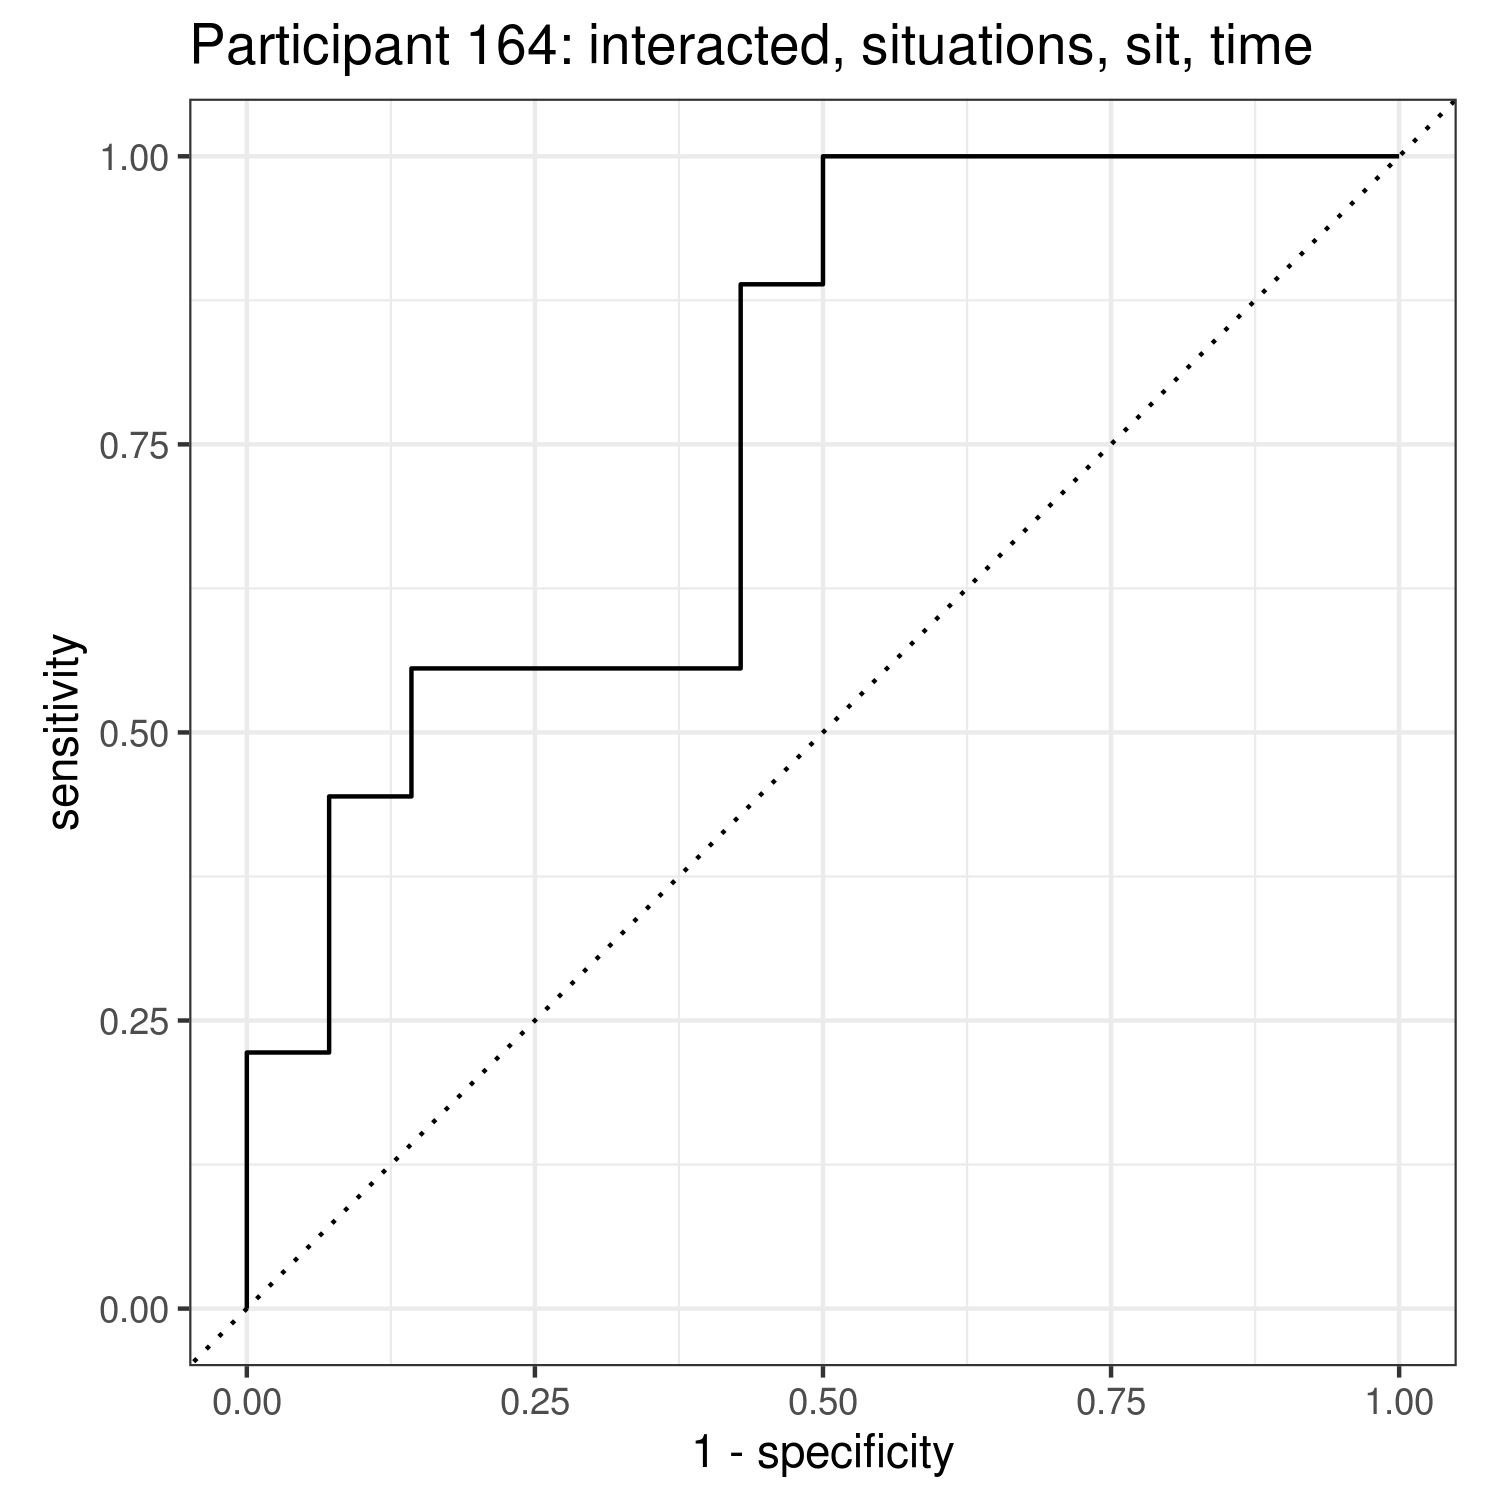 Participant 164: interacted, situations, sit, time
1.00
0.75
0.50
0.25
0.00
sensitivity
0.00 0.25 0.50 0.75 1.00
1 - specificity